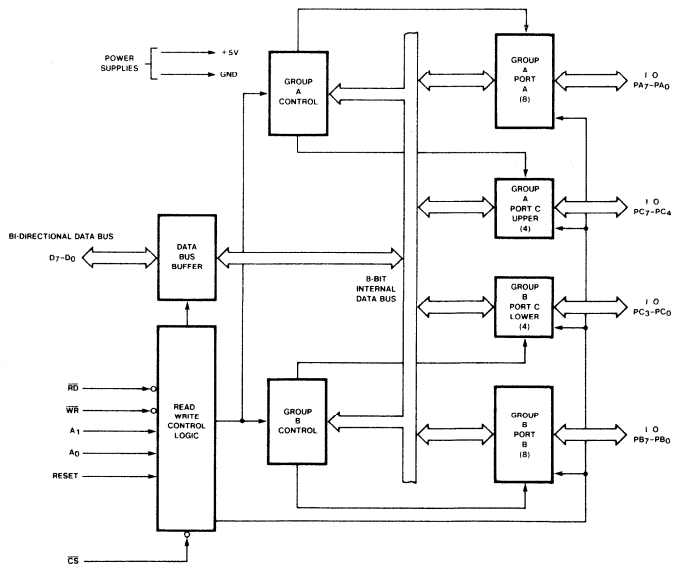 POWER
SUPPLIES
+5V
GND
GROUP
A
CONTROL
GROUP
A
PORT
A
(8)
I O
PA7-PA0
GROUP
A
PORT C
UPPER
(4)
I O
PC7-PC4
BI-DIRECTIONAL DATA BUS
D7-D0
DATA
BUS
BUFFER
8-BIT
INTERNAL
DATA BUS
GROUP
B
PORT C
LOWER
(4)
I O
PC3-PC0
RD
WR
A1
A0
RESET
CS
READ
WRITE
CONTROL
LOGIC
GROUP
B
CONTROL
GROUP
B
PORT
B
(8)
I O
PB7-PB0